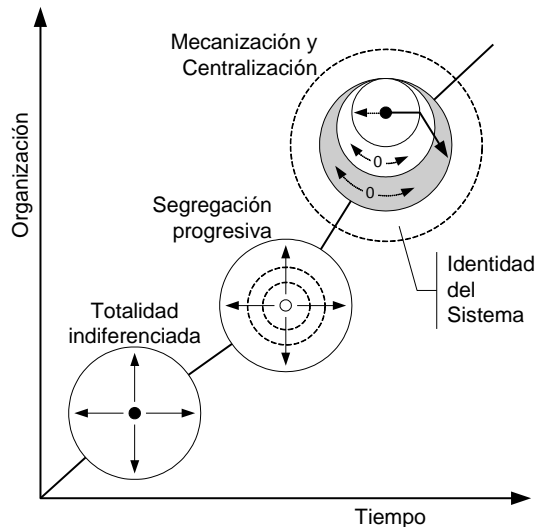 Mecanización y
Centralización
0
0
Organización
Segregación
progresiva
Identidad
del
Sistema
Totalidad
indiferenciada
Tiempo